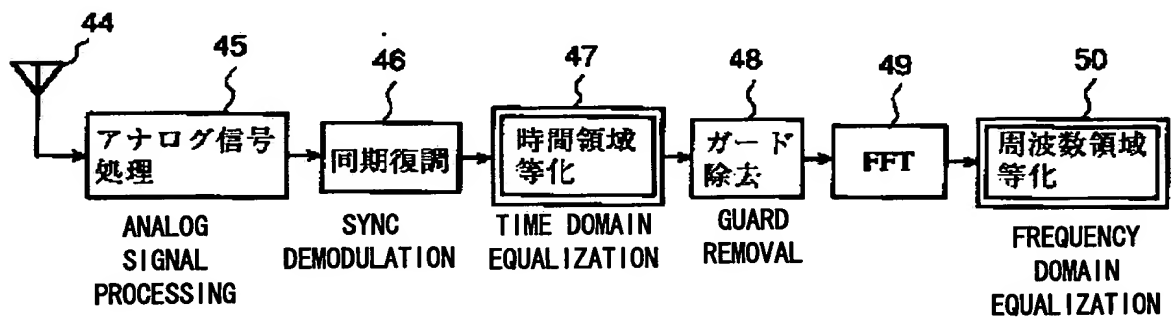 44
45
46
47
48
49
50
アナログ信号
処理
同期復調
時間領域
等化
ガード
除去
FFT
周波数領域
等化
ANALOG
SIGNAL
PROCESSING
SYNC
DEMODULATION
TIME DOMAIN
EQUALIZATION
GUARD
REMOVAL
FREQUENCY
DOMAIN
EQUALIZATION